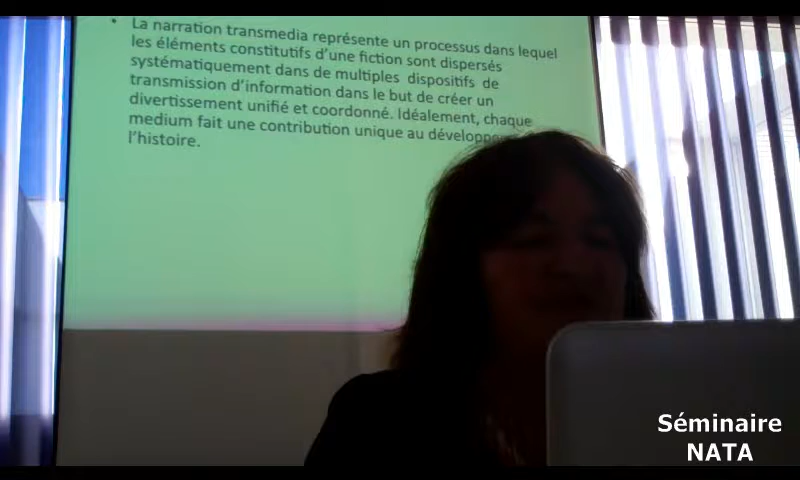 • La narration transmedia représente un processus dans lequel
les éléments constitutifs d'une fiction sont dispersés
systématiquement dans de multiples dispositifs de
transmission d'information dans le but de créer un
divertissement unifié et coordonné. Idéalement, chaque
medium fait une contribution unique au
l'histoire.
Séminaire
NATA